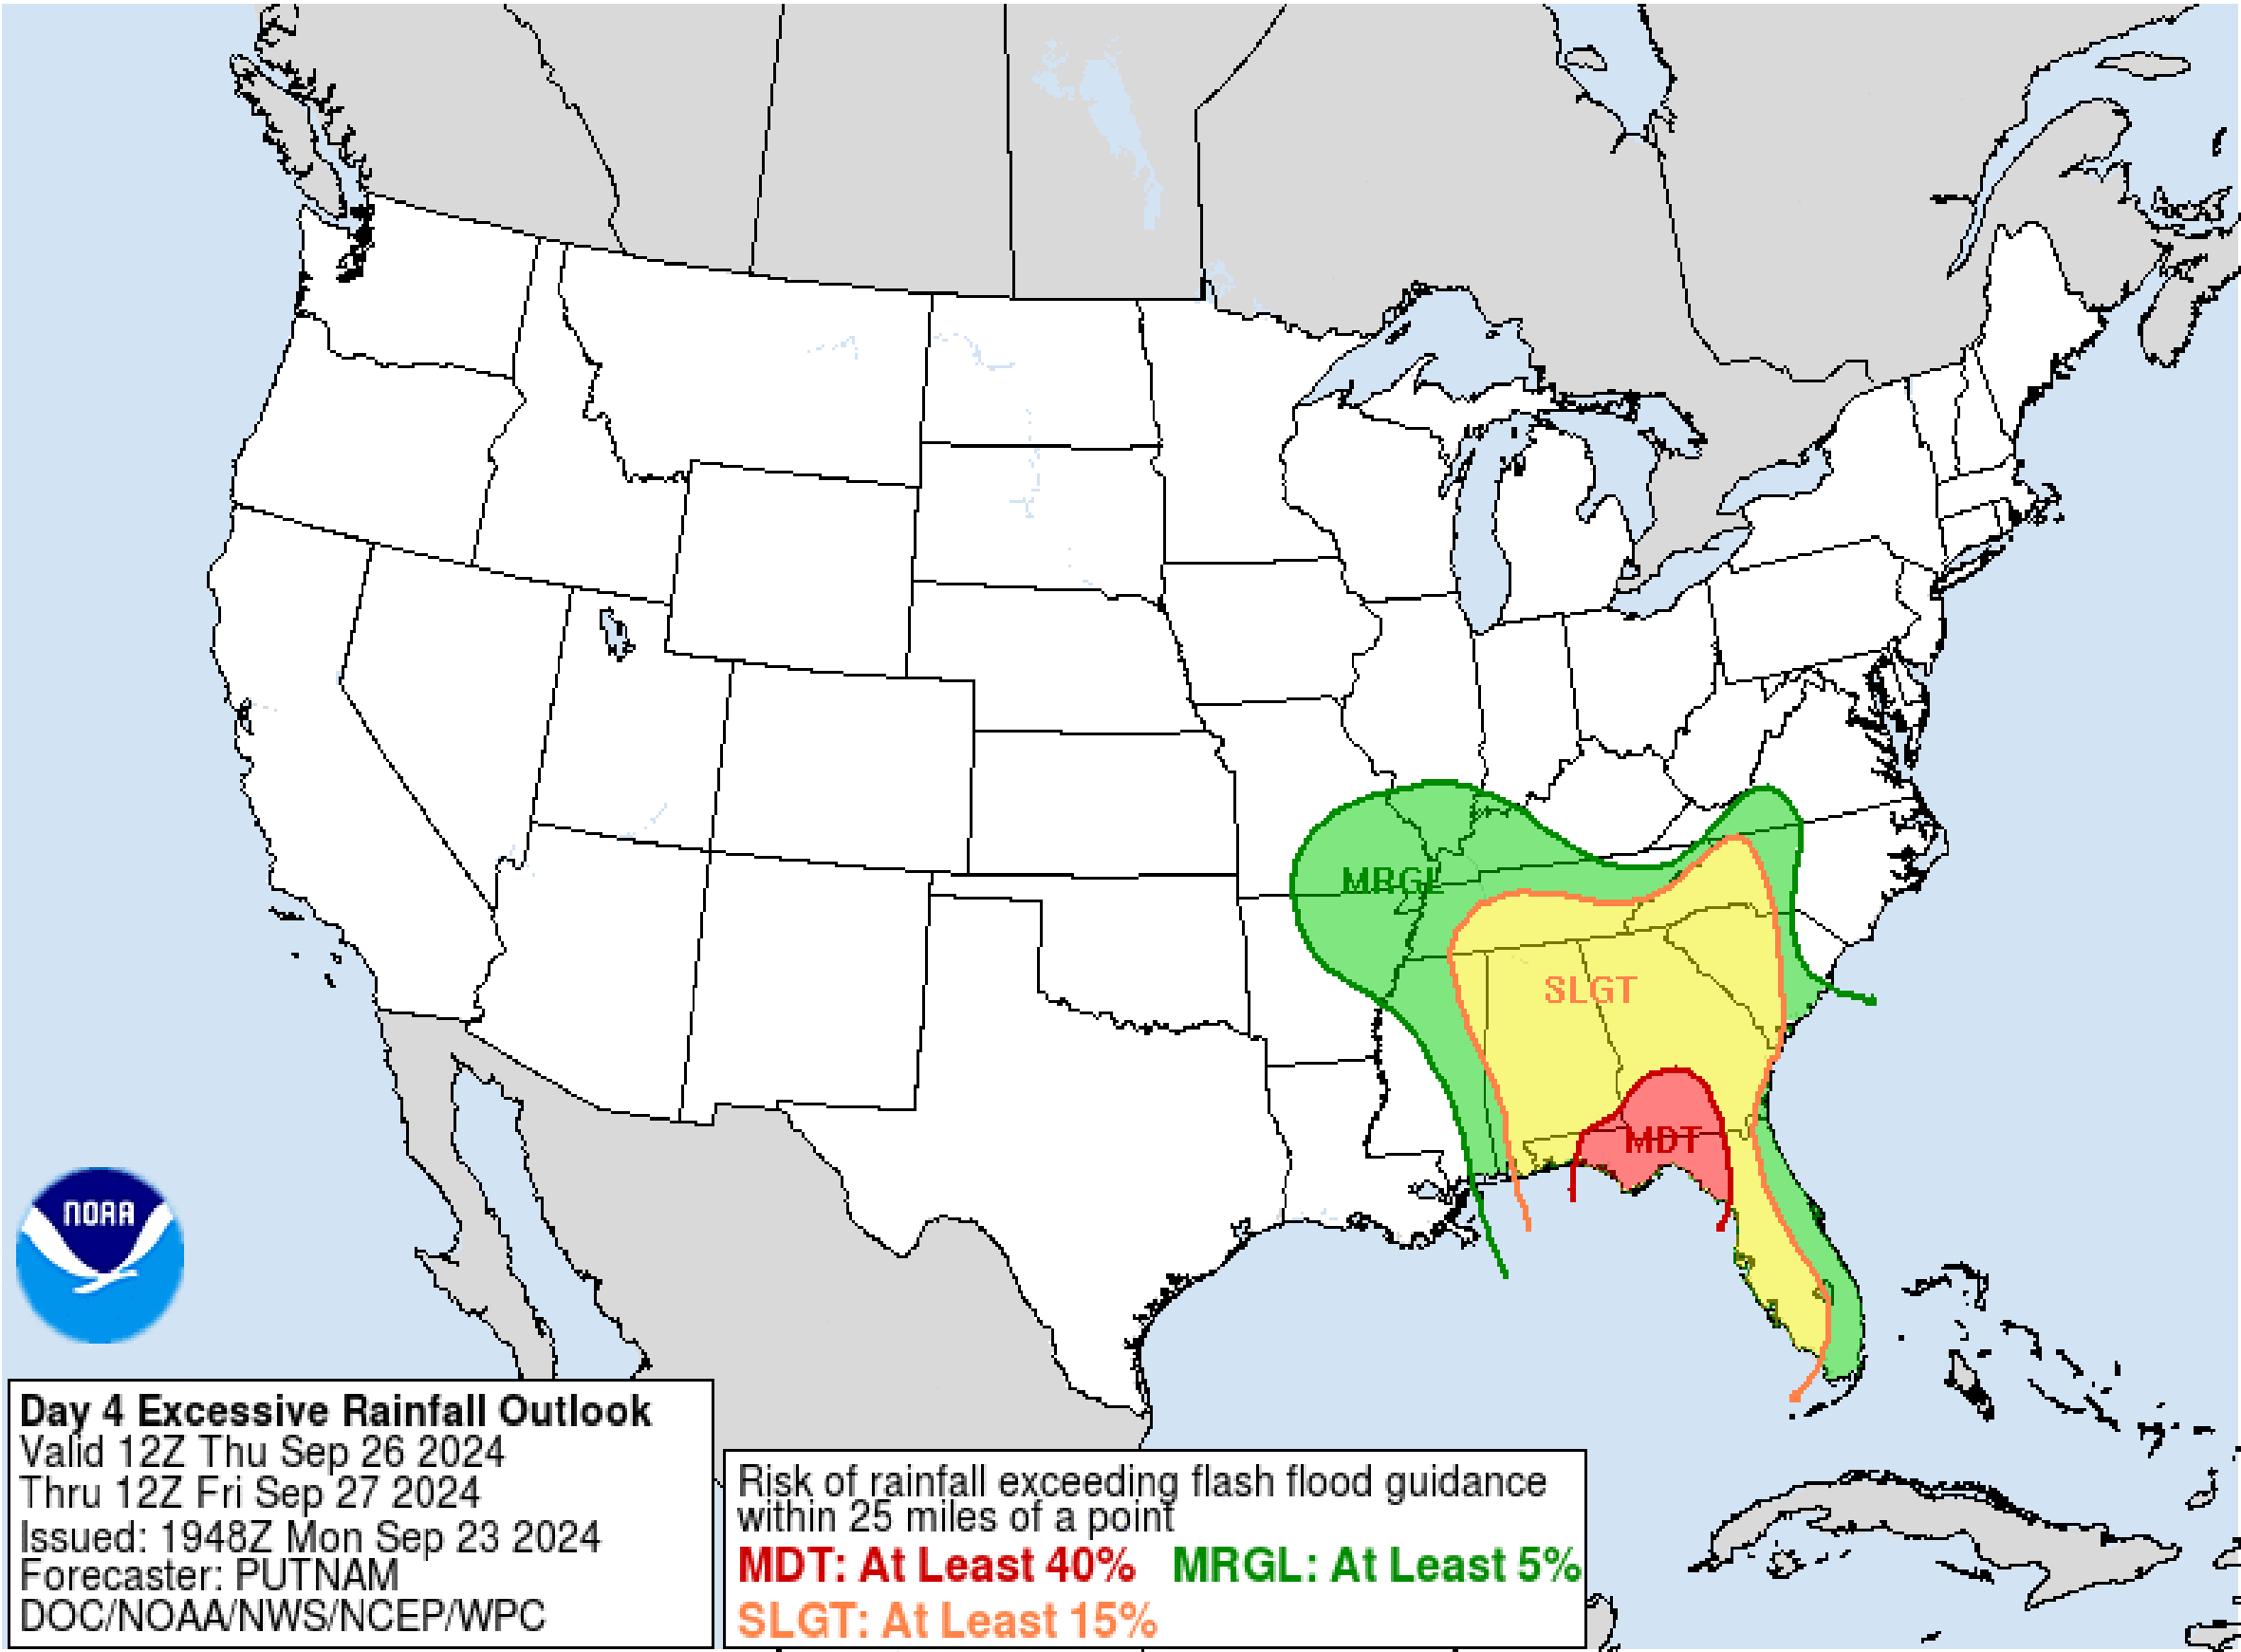 MRGL
SLGT
MDT
NOAA
Day 4 Excessive Rainfall Outlook
Valid 12Z Thu Sep 26 2024
Thru 12Z Fri Sep 27 2024
Issued: 1948Z Mon Sep 23 2024
Forecaster: PUTNAM
DOC/NOAA/NWS/NCEP/WPC
Risk of rainfall exceeding flash flood guidance
within 25 miles of a point
MDT: At Least 40% MRGL: At Least 5%
SLGT: At Least 15%